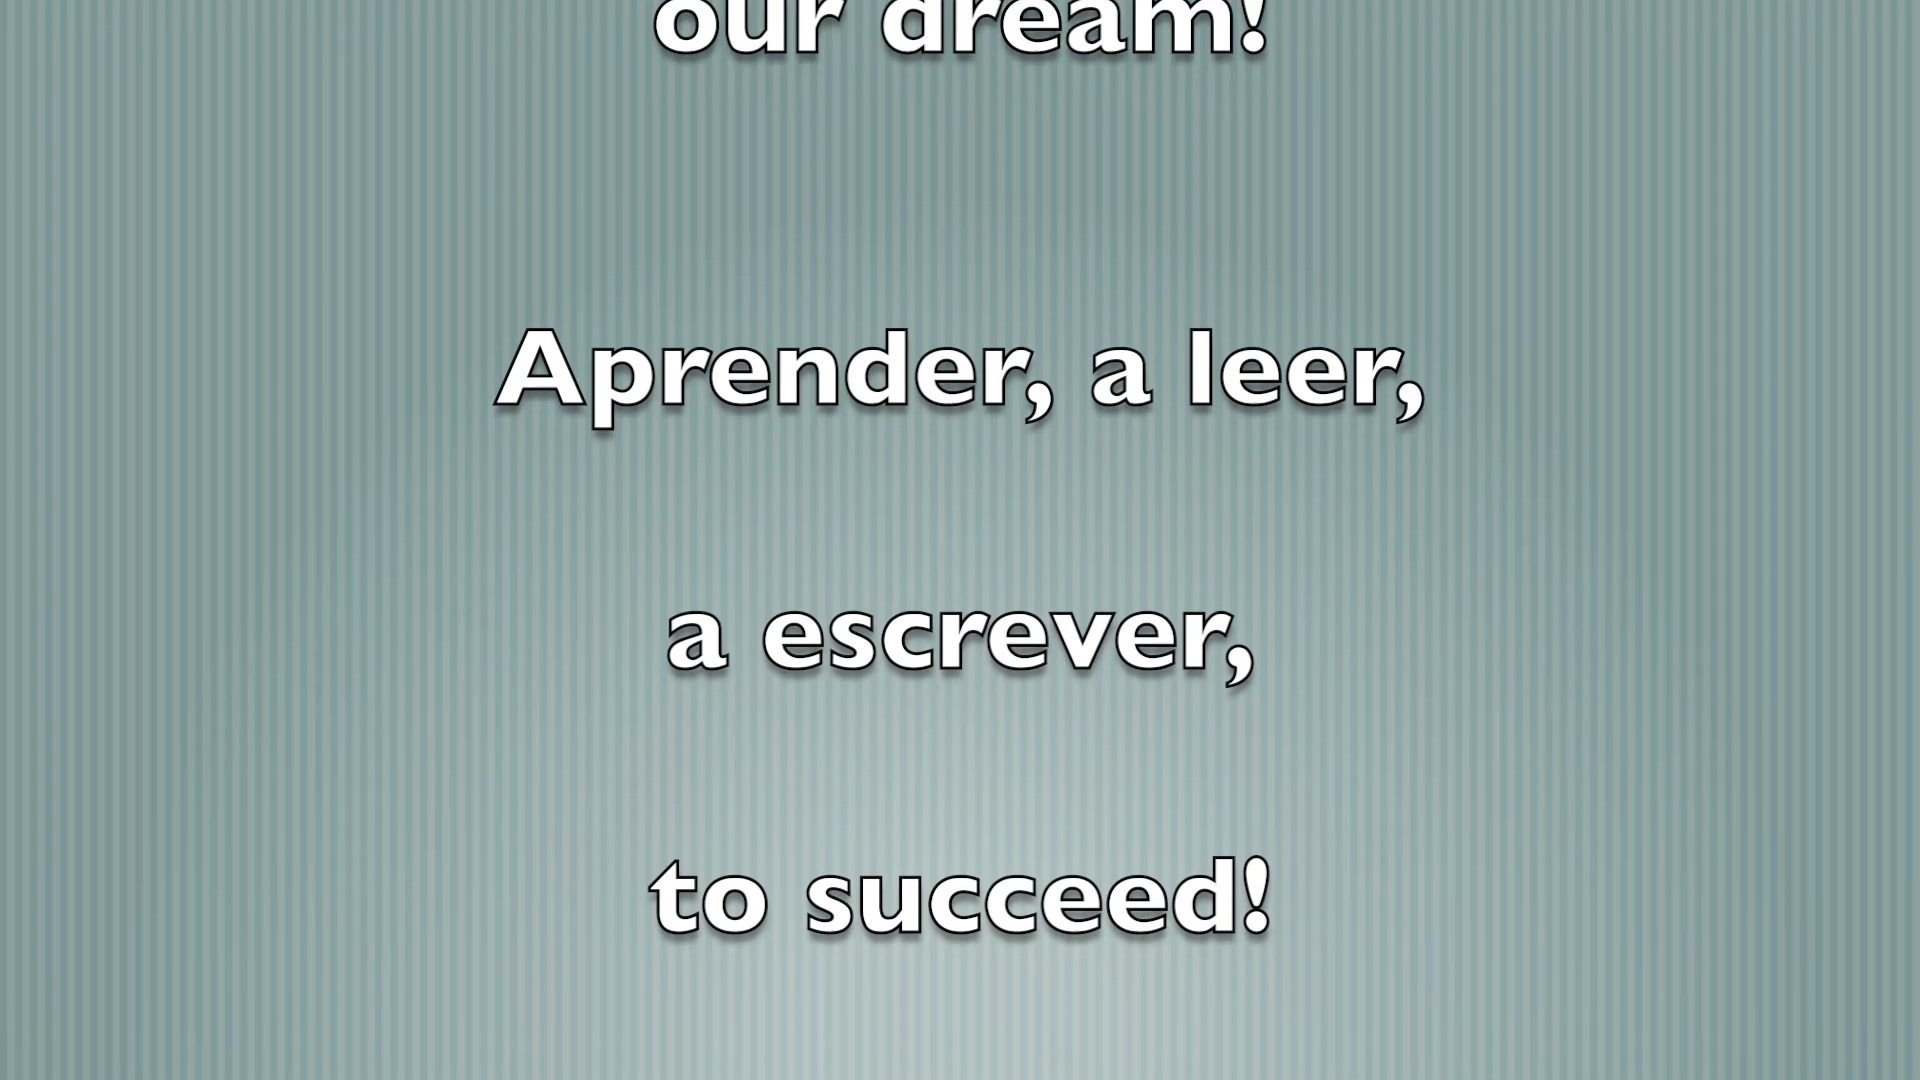 our dream!
Aprender, a leer,
a escrever,
to succeed!